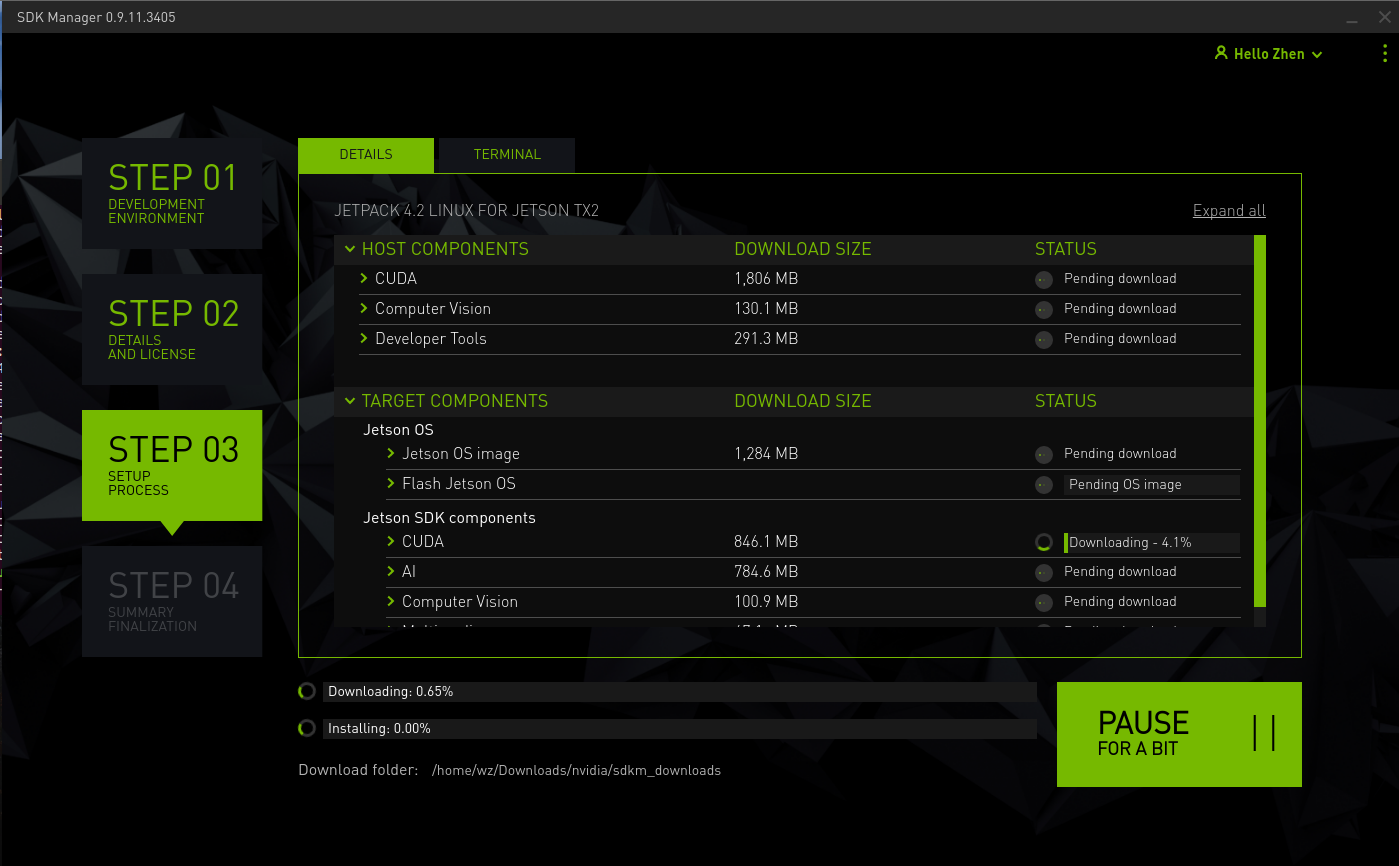 SDK Manager 0.9.11.3405
Hello Zhen
STEP 01
DEVELOPMENT
ENVIRONMENT
STEP 02
DETAILS
AND LICENSE
STEP 03
SETUP
PROCESS
STEP 04
SUMMARY
FINALIZATION
DETAILS TERMINAL
JETPACK 4.2 LINUX FOR JETSON TX2 Expand all
HOST COMPONENTS DOWNLOAD SIZE STATUS
CUDA 1,806 MB Pending download
Computer Vision 130.1 MB Pending download
Developer Tools 291.3 MB Pending download
TARGET COMPONENTS DOWNLOAD SIZE STATUS
Jetson OS
Jetson OS image 1,284 MB Pending download
Flash Jetson OS Pending OS image
Jetson SDK components
CUDA 846.1 MB Downloading - 4.1%
AI 784.6 MB Pending download
Computer Vision 100.9 MB Pending download
Downloading: 0.65%
Installing: 0.00%
Download folder: /home/wz/Downloads/nvidia/sdkm_downloads
PAUSE
FOR A BIT